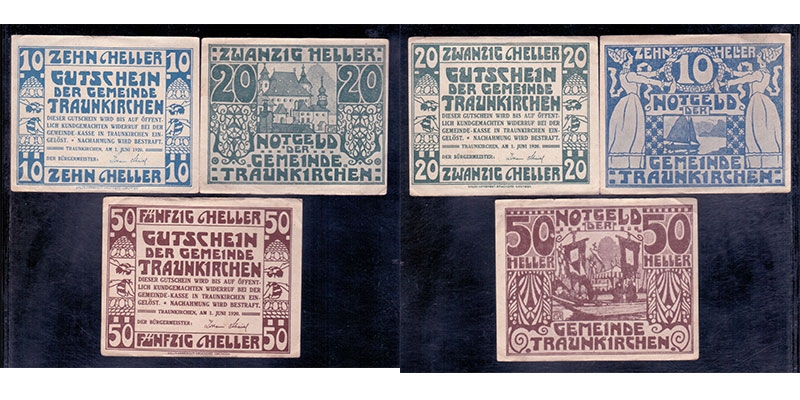 ZEHN HELLER
10 10
GUTSCHEIN
DER GEMEINDE
TRAUNKIRCHEN
DIESER GUTSCHEIN WIRD BIS AUF ÖFFENT-
LICH KUNDGEMACHTEN WIDERRUF BEI DER
GEMEINDE-KASSE IN TRAUNKIRCHEN EIN-
GELÖST. • NACHAHMUNG WIRD BESTRAFT.
TRAUNKIRCHEN, AM 1. JUNI 1920.
DER BÜRGERMEISTER:
10 10
ZEHN HELLER
ZWANZIG HELLER
20 20
NOTGELD
DER
GEMEINDE
TRAUNKIRCHEN
20 ZWANZIG HELLER 20
GUTSCHEIN
DER GEMEINDE
TRAUNKIRCHEN
DIESER GUTSCHEIN WIRD BIS AUF ÖFFENT-
LICH KUNDGEMACHTEN WIDERRUF BEI DER
GEMEINDE-KASSE IN TRAUNKIRCHEN EIN-
GELÖST. • NACHAHMUNG WIRD BESTRAFT.
TRAUNKIRCHEN, AM 1. JUNI 1920.
DER BÜRGERMEISTER:
20 ZWANZIG HELLER 20
ZEHN HELLER
10
NOTGELD
DER
GEMEINDE
TRAUNKIRCHEN.
50 FÜNFZIG HELLER 50
GUTSCHEIN
DER GEMEINDE
TRAUNKIRCHEN
DIESER GUTSCHEIN WIRD BIS AUF ÖFFENT-
LICH KUNDGEMACHTEN WIDERRUF BEI DER
GEMEINDE-KASSE IN TRAUNKIRCHEN EIN-
GELÖST. • NACHAHMUNG WIRD BESTRAFT.
TRAUNKIRCHEN, AM 1. JUNI 1920.
DER BÜRGERMEISTER:
50 FÜNFZIG HELLER 50
NOTGELD
50 DER 50
HELLER HELLER
GEMEINDE
TRAUNKIRCHEN